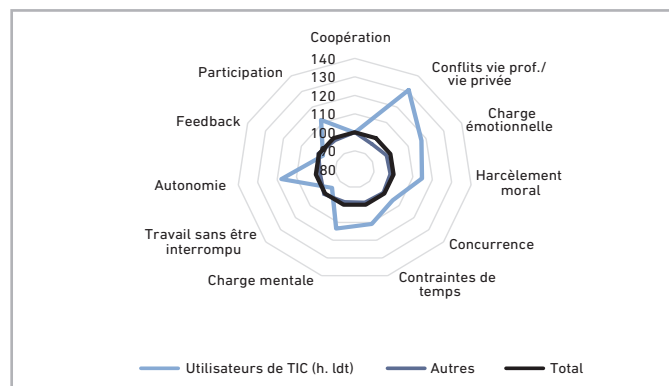 Coopération
Conflits vie prof./
vie privée
Charge
émotionnelle
Harcèlement
moral
Concurrence
Contraintes de
temps
Charge mentale
Travail sans être
interrompu
Autonomie
Feedback
Participation
140
130
120
110
100
90
80
Utilisateurs de TIC (h. ldt)
Autres
Total